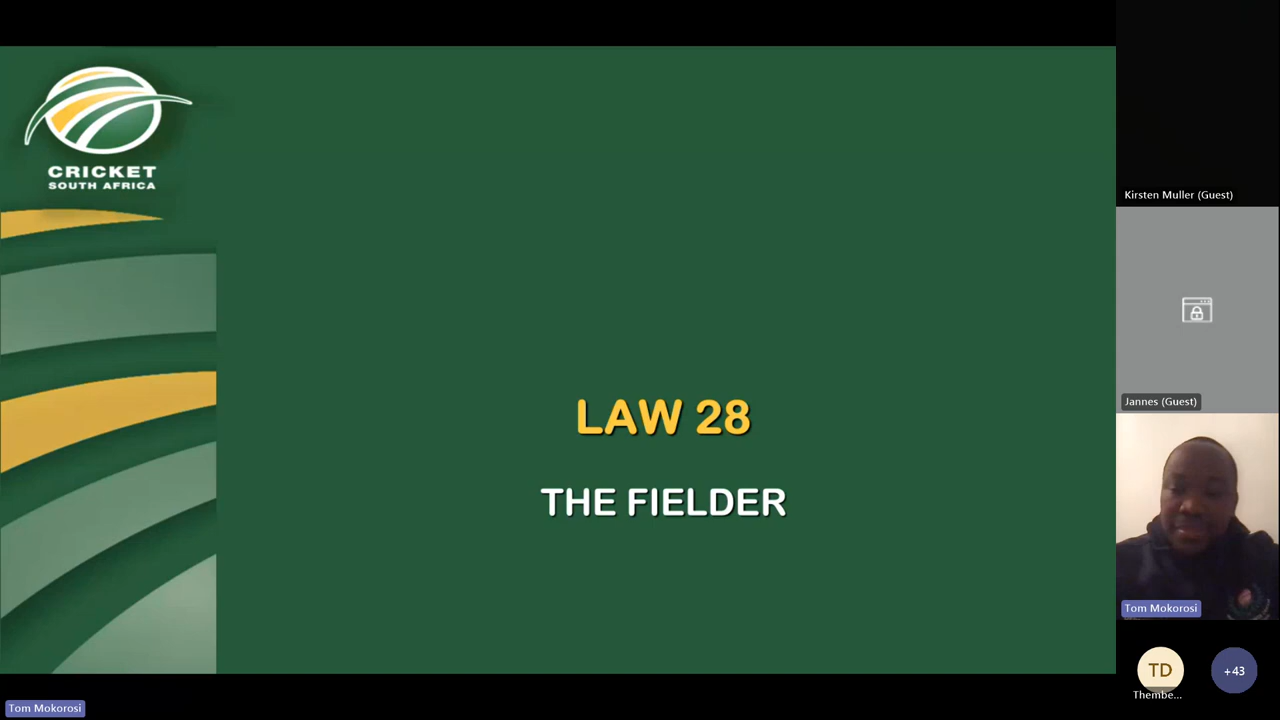 CRICKET
SOUTH AFRICA
LAW 28
THE FIELDER
Kirsten Muller (Guest)
Jannes (Guest)
Tom Mokorosi
TD
Thembe...
+43
Tom Mokorosi